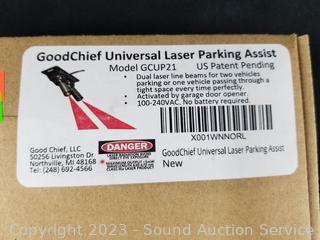 GoodChief Universal Laser Parking Assist
Model GCUP21 US Patent Pending
• Dual laser line beams for two vehicles
parking or one vehicle passing through a
tight space every time perfectly.
• Activated by garage door opener.
• 100-240VAC. No battery required.
Good Chief, LLC
50256 Livingston Dr
Northville, MI 48168
Tel: (248) 692-4566
DANGER
X001WNNORL
GoodChief Universal Laser Parking Assist
New
Copyright 2023 - Sound Auction Service